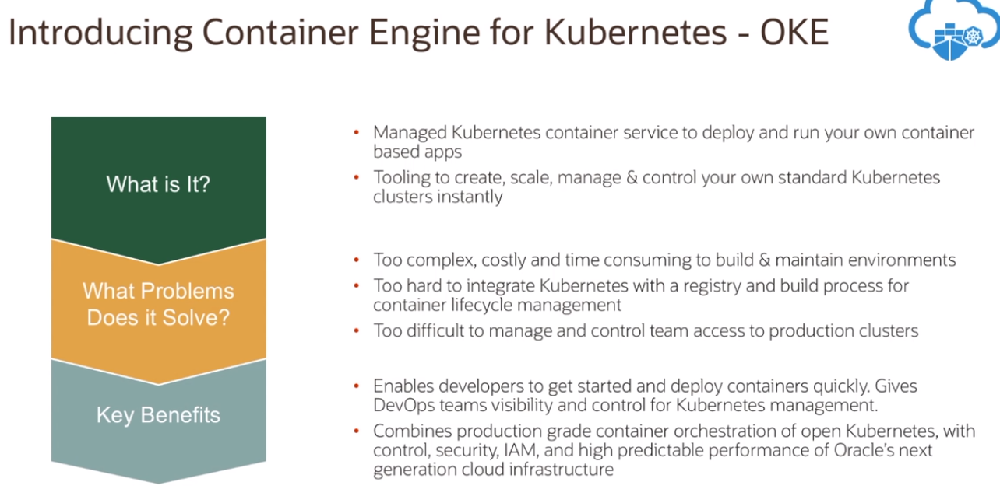 Introducing Container Engine for Kubernetes - OKE
What is It?
• Managed Kubernetes container service to deploy and run your own container
based apps
• Tooling to create, scale, manage & control your own standard Kubernetes
clusters instantly
What Problems
Does it Solve?
• Too complex, costly and time consuming to build & maintain environments
• Too hard to integrate Kubernetes with a registry and build process for
container lifecycle management
• Too difficult to manage and control team access to production clusters
Key Benefits
• Enables developers to get started and deploy containers quickly. Gives
DevOps teams visibility and control for Kubernetes management.
• Combines production grade container orchestration of open Kubernetes, with
control, security, IAM, and high predictable performance of Oracle's next
generation cloud infrastructure